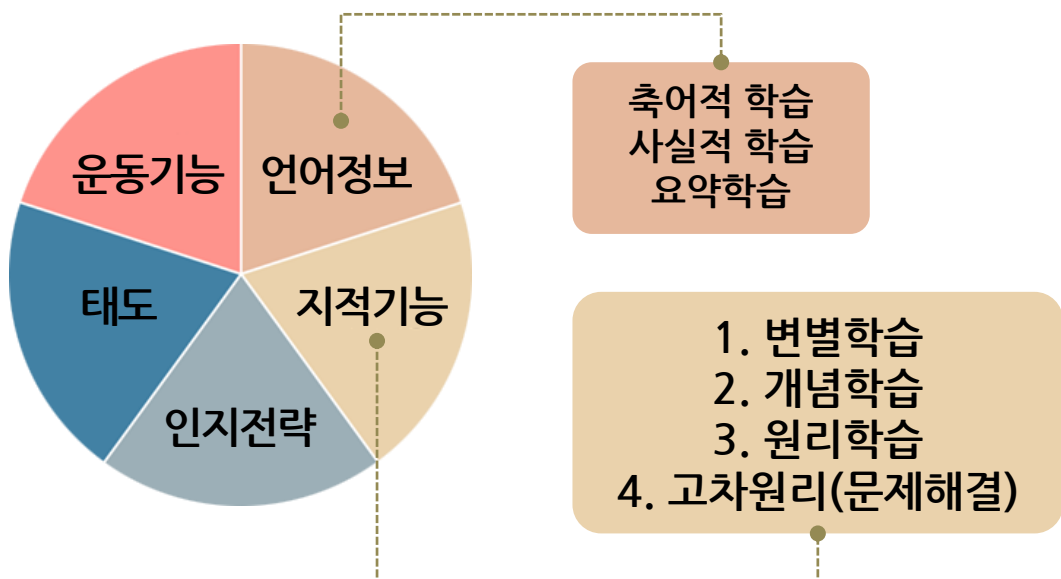 운동기능
언어정보
지적기능
인지전략
태도
축어적 학습
사실적 학습
요약학습
1. 변별학습
2. 개념학습
3. 원리학습
4. 고차원리(문제해결)